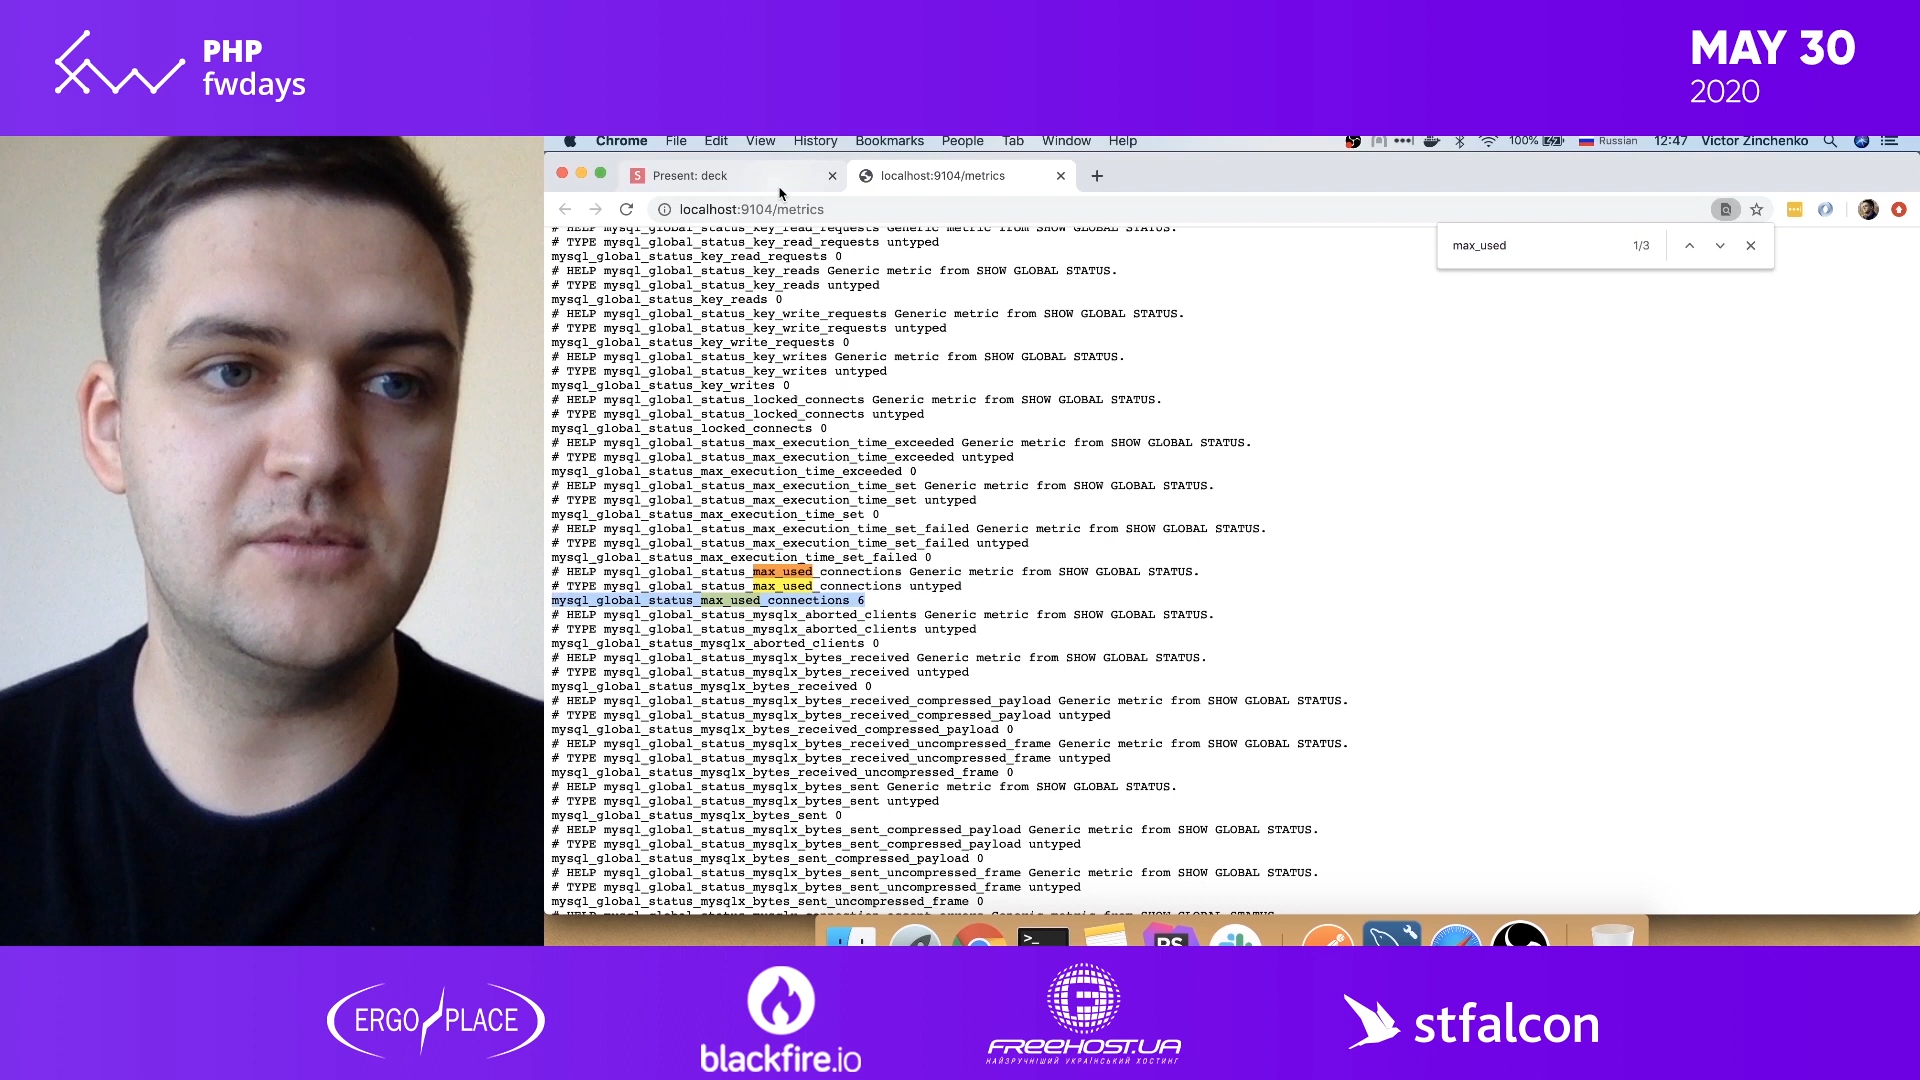 PHP
fwdays
MAY 30
2020
Chrome File Edit View History Bookmarks People Tab Window Help
100% Russian 12:47 Victor Zinchenko
Present: deck
localhost:9104/metrics
localhost:9104/metrics
max_used 1/3
# HELP mysql_global_status_key_read_requests Generic metric from SHOW GLOBAL STATUS.
# TYPE mysql_global_status_key_read_requests untyped
mysql_global_status_key_read_requests 0
# HELP mysql_global_status_key_reads Generic metric from SHOW GLOBAL STATUS.
# TYPE mysql_global_status_key_reads untyped
mysql_global_status_key_reads 0
# HELP mysql_global_status_key_write_requests Generic metric from SHOW GLOBAL STATUS.
# TYPE mysql_global_status_key_write_requests untyped
mysql_global_status_key_write_requests 0
# HELP mysql_global_status_key_writes Generic metric from SHOW GLOBAL STATUS.
# TYPE mysql_global_status_key_writes untyped
mysql_global_status_key_writes 0
# HELP mysql_global_status_locked_connects Generic metric from SHOW GLOBAL STATUS.
# TYPE mysql_global_status_locked_connects untyped
mysql_global_status_locked_connects 0
# HELP mysql_global_status_max_execution_time_exceeded Generic metric from SHOW GLOBAL STATUS.
# TYPE mysql_global_status_max_execution_time_exceeded untyped
mysql_global_status_max_execution_time_exceeded 0
# HELP mysql_global_status_max_execution_time_set Generic metric from SHOW GLOBAL STATUS.
# TYPE mysql_global_status_max_execution_time_set untyped
mysql_global_status_max_execution_time_set 0
# HELP mysql_global_status_max_execution_time_set_failed Generic metric from SHOW GLOBAL STATUS.
# TYPE mysql_global_status_max_execution_time_set_failed untyped
mysql_global_status_max_execution_time_set_failed 0
# HELP mysql_global_status_max_used_connections Generic metric from SHOW GLOBAL STATUS.
# TYPE mysql_global_status_max_used_connections untyped
mysql_global_status_max_used_connections 6
# HELP mysql_global_status_mysqlx_aborted_clients Generic metric from SHOW GLOBAL STATUS.
# TYPE mysql_global_status_mysqlx_aborted_clients untyped
mysql_global_status_mysqlx_aborted_clients 0
# HELP mysql_global_status_mysqlx_bytes_received Generic metric from SHOW GLOBAL STATUS.
# TYPE mysql_global_status_mysqlx_bytes_received untyped
mysql_global_status_mysqlx_bytes_received 0
# HELP mysql_global_status_mysqlx_bytes_received_compressed_payload Generic metric from SHOW GLOBAL STATUS.
# TYPE mysql_global_status_mysqlx_bytes_received_compressed_payload untyped
mysql_global_status_mysqlx_bytes_received_compressed_payload 0
# HELP mysql_global_status_mysqlx_bytes_received_uncompressed_frame Generic metric from SHOW GLOBAL STATUS.
# TYPE mysql_global_status_mysqlx_bytes_received_uncompressed_frame untyped
mysql_global_status_mysqlx_bytes_received_uncompressed_frame 0
# HELP mysql_global_status_mysqlx_bytes_sent Generic metric from SHOW GLOBAL STATUS.
# TYPE mysql_global_status_mysqlx_bytes_sent untyped
mysql_global_status_mysqlx_bytes_sent 0
# HELP mysql_global_status_mysqlx_bytes_sent_compressed_payload Generic metric from SHOW GLOBAL STATUS.
# TYPE mysql_global_status_mysqlx_bytes_sent_compressed_payload untyped
mysql_global_status_mysqlx_bytes_sent_compressed_payload 0
# HELP mysql_global_status_mysqlx_bytes_sent_uncompressed_frame Generic metric from SHOW GLOBAL STATUS.
# TYPE mysql_global_status_mysqlx_bytes_sent_uncompressed_frame untyped
mysql_global_status_mysqlx_bytes_sent_uncompressed_frame 0
ERGO PLACE
blackfire.io
FREEHOST.UA
НАЙЗРУЧНІШИЙ УКРАЇНСЬКИЙ ХОСТИНГ
stfalcon